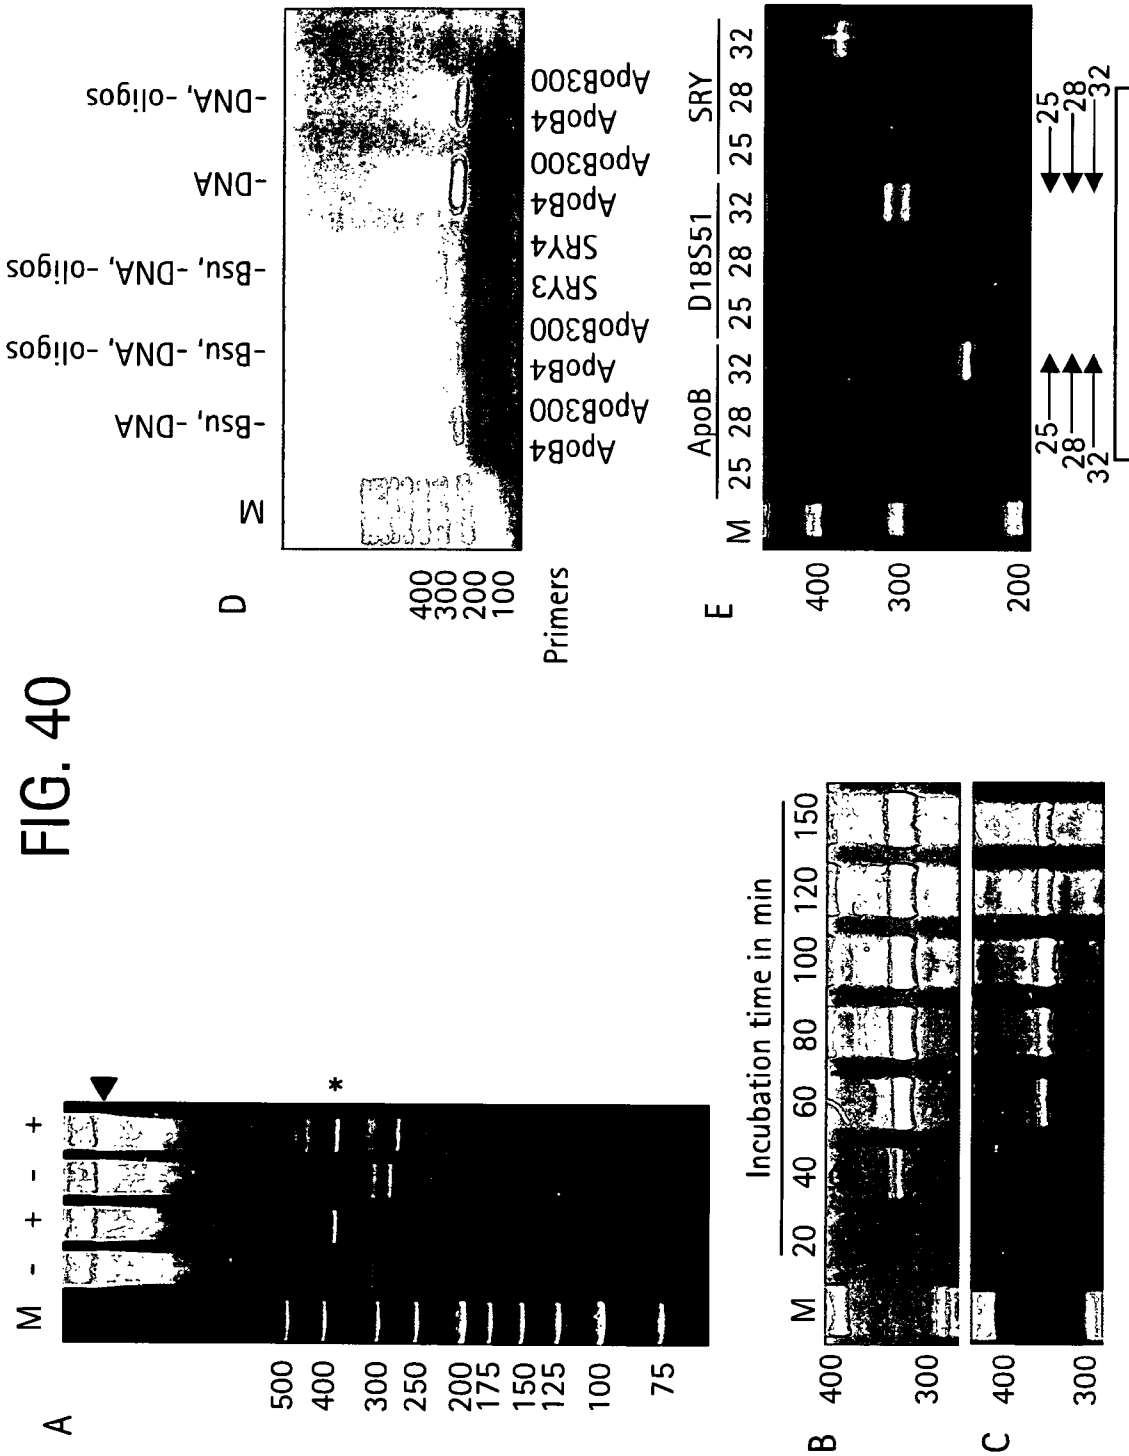 FIG. 40
A
M - + - +
500
400
300
250
200
175
150
125
100
75
*
Incubation time in min
M 20 40 60 80 100 120 150
B
400
300
C
400
300
D
M
-Bsu, -DNA
-Bsu, -DNA, -oligos
-Bsu, -DNA, -oligos
-DNA
-DNA, -oligos
400
300
200
100
Primers
ApoB4
ApoB300
ApoB4
ApoB300
SRY3
SRY4
ApoB4
ApoB300
ApoB4
ApoB300
E
ApoB D18S51 SRY
M 25 28 32 25 28 32 25 28 32
400
300
200
25 25
28 28
32 32